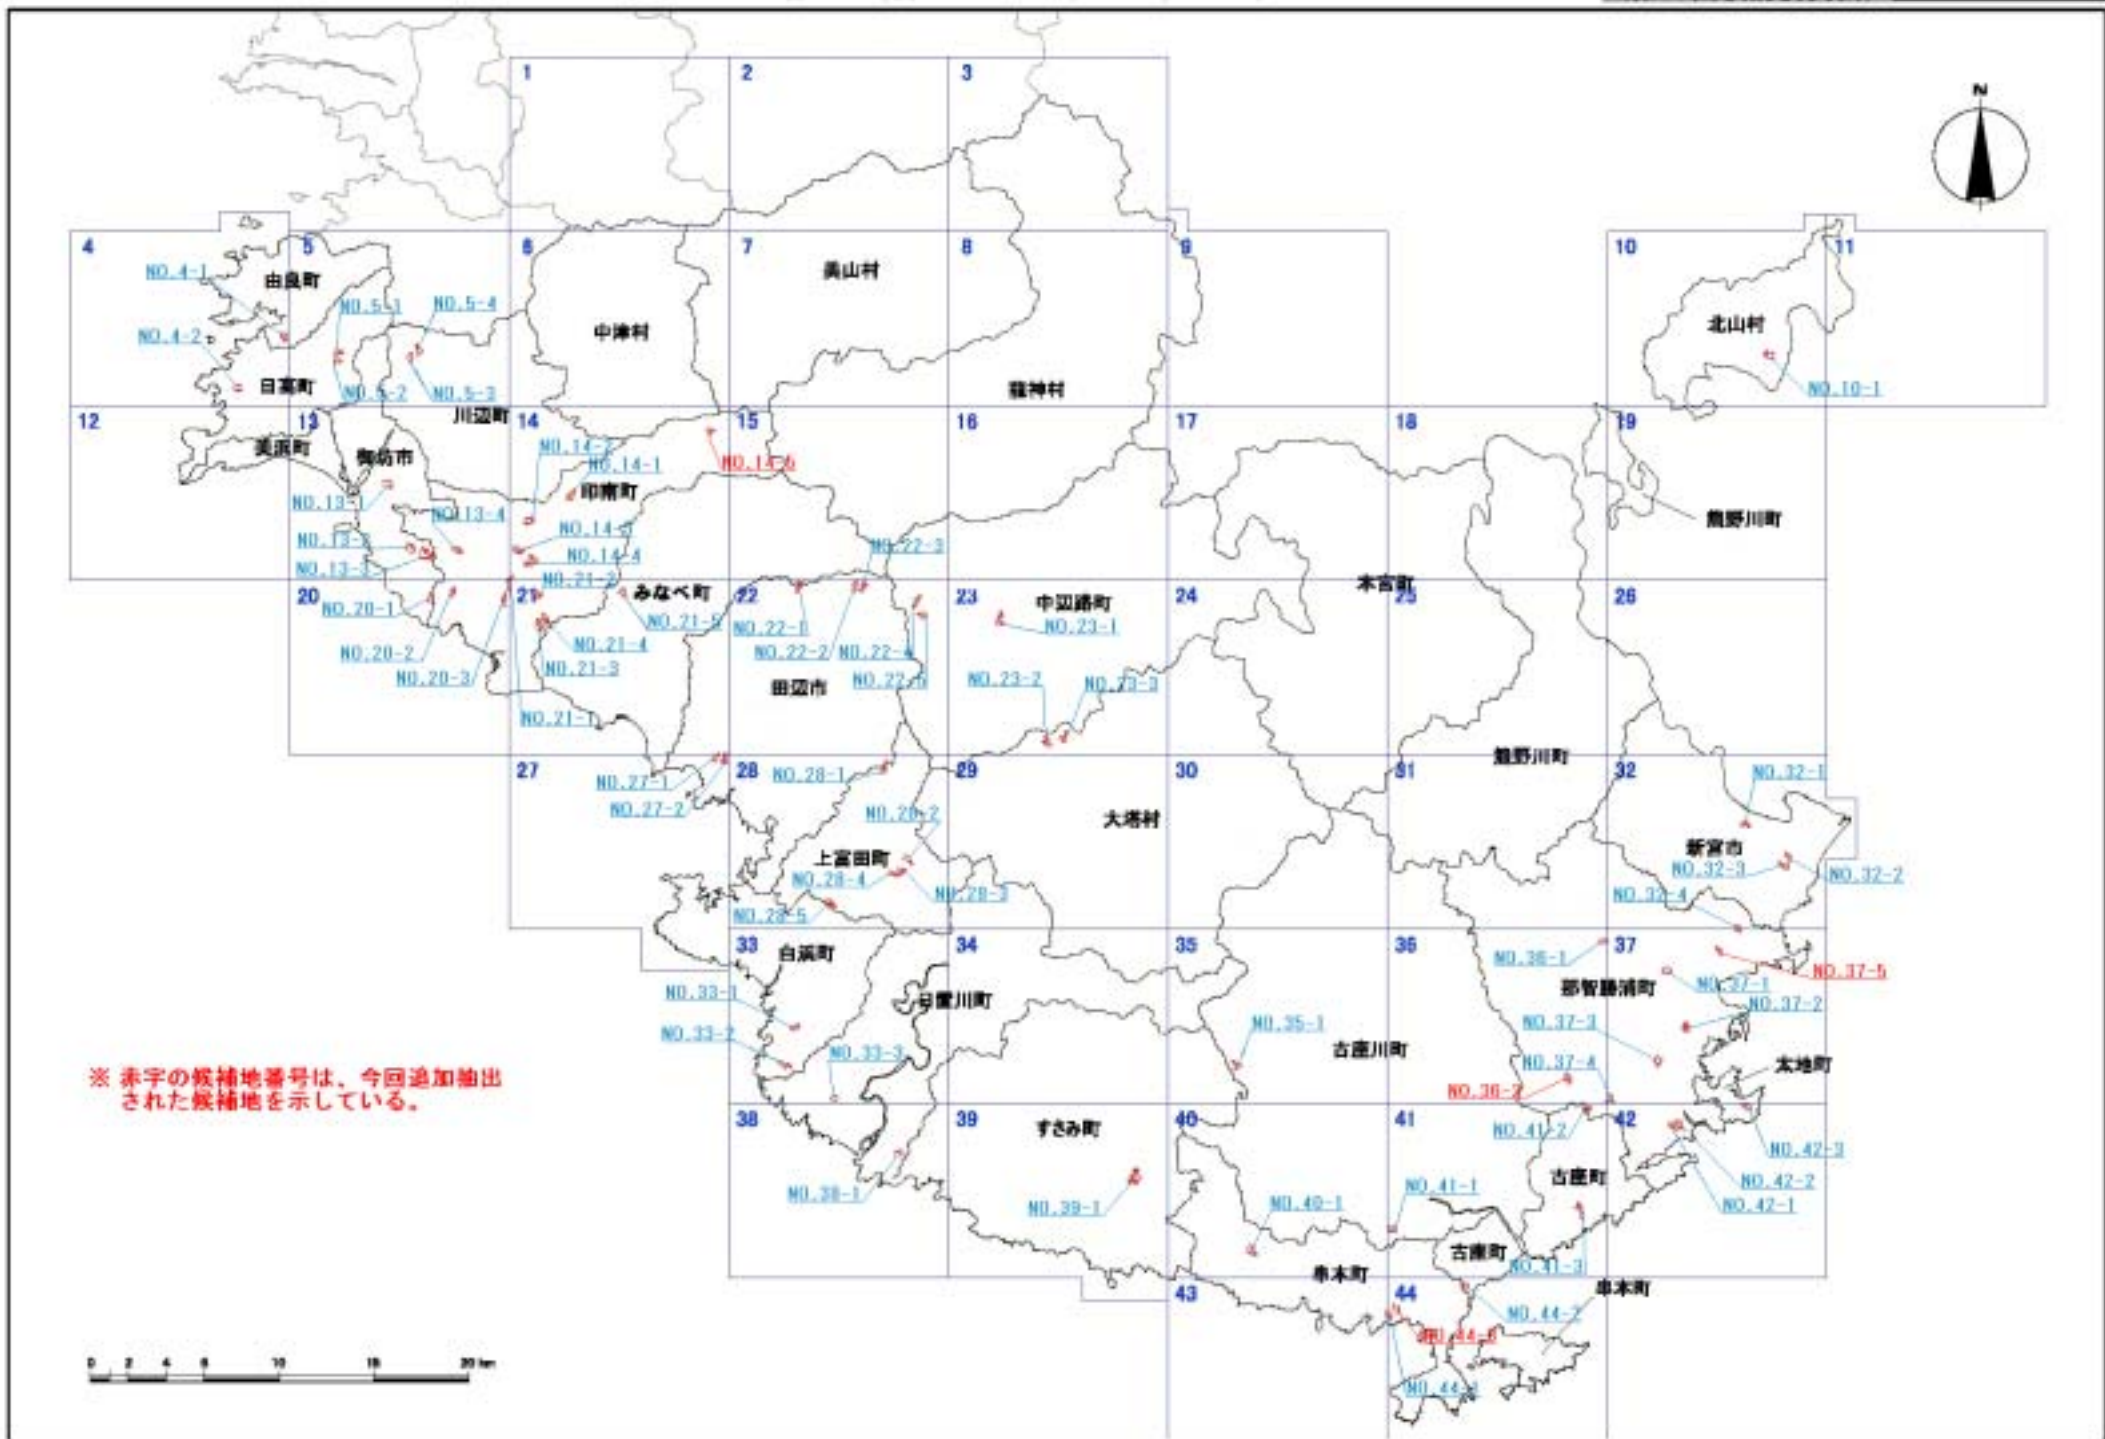 1
2
3
N
4
5
6
7
8
9
10
11
NO.4-1
由良町
美山村
NO.5-1
NO.5-4
北山村
NO.4-2
中津村
日高町
龍神村
NO.5-2
NO.5-3
NO.10-1
12
13
川辺町
14
15
16
17
18
19
美浜町
御坊市
NO.14-2
NO.14-1
NO.14-5
印南町
NO.13-1
NO.13-4
熊野川町
NO.14-4
NO.22-3
NO.13-3
NO.21-2
本宮町
20
21
みなべ町
22
23
中辺路町
24
25
26
NO.20-1
NO.21-5
NO.22-1
NO.23-1
NO.20-2
NO.21-4
NO.22-2
NO.22-4
NO.20-3
NO.21-3
NO.22-5
田辺市
NO.23-2
NO.23-3
NO.21-1
熊野川町
27
28
29
30
31
32
NO.27-1
NO.28-1
NO.32-1
NO.27-2
大塔村
NO.28-2
上富田町
新宮市
NO.28-4
NO.28-3
NO.32-3
NO.32-2
NO.32-4
NO.28-5
33
34
35
36
37
白浜町
NO.36-1
NO.37-5
NO.33-1
日置川町
那智勝浦町
NO.37-1
NO.37-2
NO.33-2
NO.33-3
NO.35-1
NO.37-3
古座川町
NO.37-4
太地町
NO.36-2
※ 赤字の候補地番号は、今回追加抽出
された候補地を示している。
38
39
40
41
42
すさみ町
NO.41-2
NO.42-3
古座町
NO.42-2
NO.38-1
NO.39-1
NO.40-1
NO.41-1
NO.42-1
古座町
NO.41-3
串本町
43
44
串本町
NO.44-2
NO.44-1
0 2 4 6 10 15 20 km